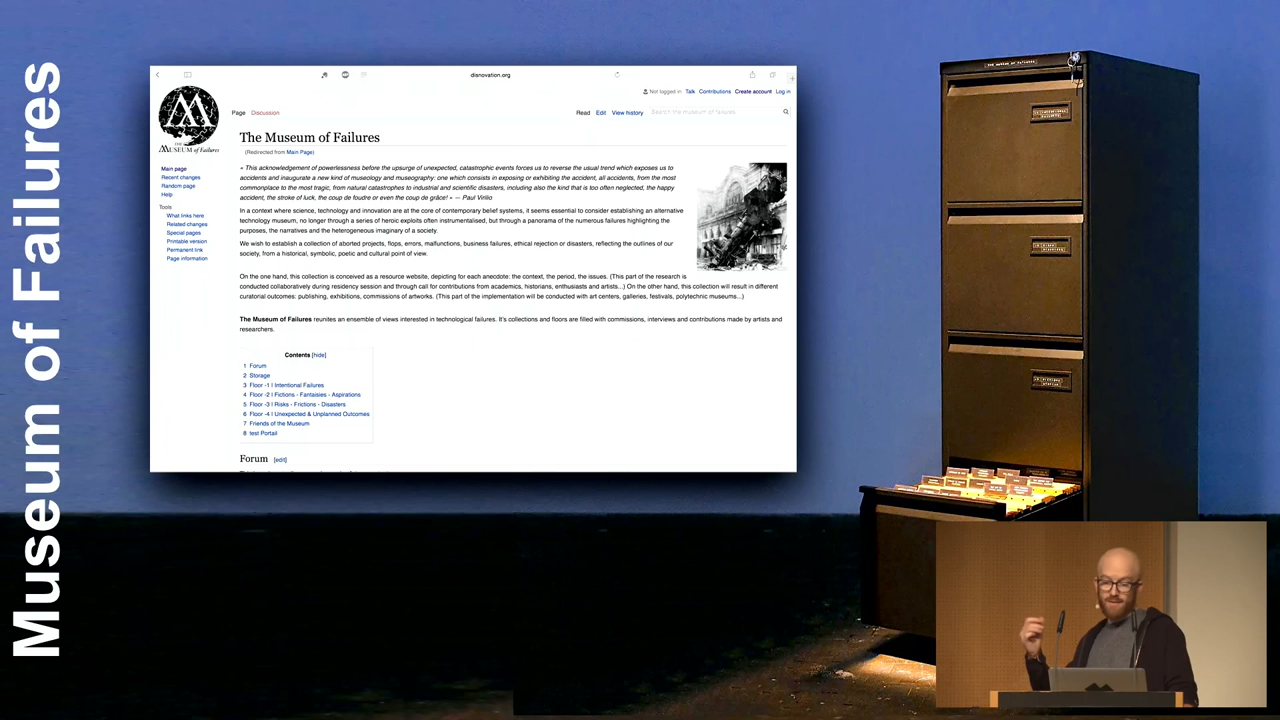 Museum of Failures
disnovation.org
Not logged in Talk Contributions Create account Log in
Page Discussion
Read Edit View history Search the museum of failures
THE
MUSEUM of Failures
Main page
Recent changes
Random page
Help
Tools
What links here
Related changes
Special pages
Printable version
Permanent link
Page information
The Museum of Failures
(Redirected from Main Page)
« This acknowledgement of powerlessness before the upsurge of unexpected, catastrophic events forces us to reverse the usual trend which exposes us to
accidents and inaugurate a new kind of museology and museography: one which consists in exposing or exhibiting the accident, all accidents, from the most
commonplace to the most tragic, from natural catastrophes to industrial and scientific disasters, including also the kind that is too often neglected, the happy
accident, the stroke of luck, the coup de foudre or even the coup de grâce! » — Paul Virilio
In a context where science, technology and innovation are at the core of contemporary belief systems, it seems essential to consider establishing an alternative
technology museum, no longer through a series of heroic exploits often instrumentalised, but through a panorama of the numerous failures highlighting the
purposes, the narratives and the heterogeneous imaginary of a society.
We wish to establish a collection of aborted projects, flops, errors, malfunctions, business failures, ethical rejection or disasters, reflecting the outlines of our
society, from a historical, symbolic, poetic and cultural point of view.
On the one hand, this collection is conceived as a resource website, depicting for each anecdote: the context, the period, the issues. (This part of the research is
conducted collaboratively during residency session and through call for contributions from academics, historians, enthusiasts and artists...) On the other hand, this collection will result in different
curatorial outcomes: publishing, exhibitions, commissions of artworks. (This part of the implementation will be conducted with art centers, galleries, festivals, polytechnic museums...)
The Museum of Failures reunites an ensemble of views interested in technological failures. It's collections and floors are filled with commissions, interviews and contributions made by artists and
researchers.
Contents [hide]
1 Forum
2 Storage
3 Floor -1 | Intentional Failures
4 Floor -2 | Fictions - Fantaisies - Aspirations
5 Floor -3 | Risks - Frictions - Disasters
6 Floor -4 | Unexpected & Unplanned Outcomes
7 Friends of the Museum
8 test Portail
Forum [edit]